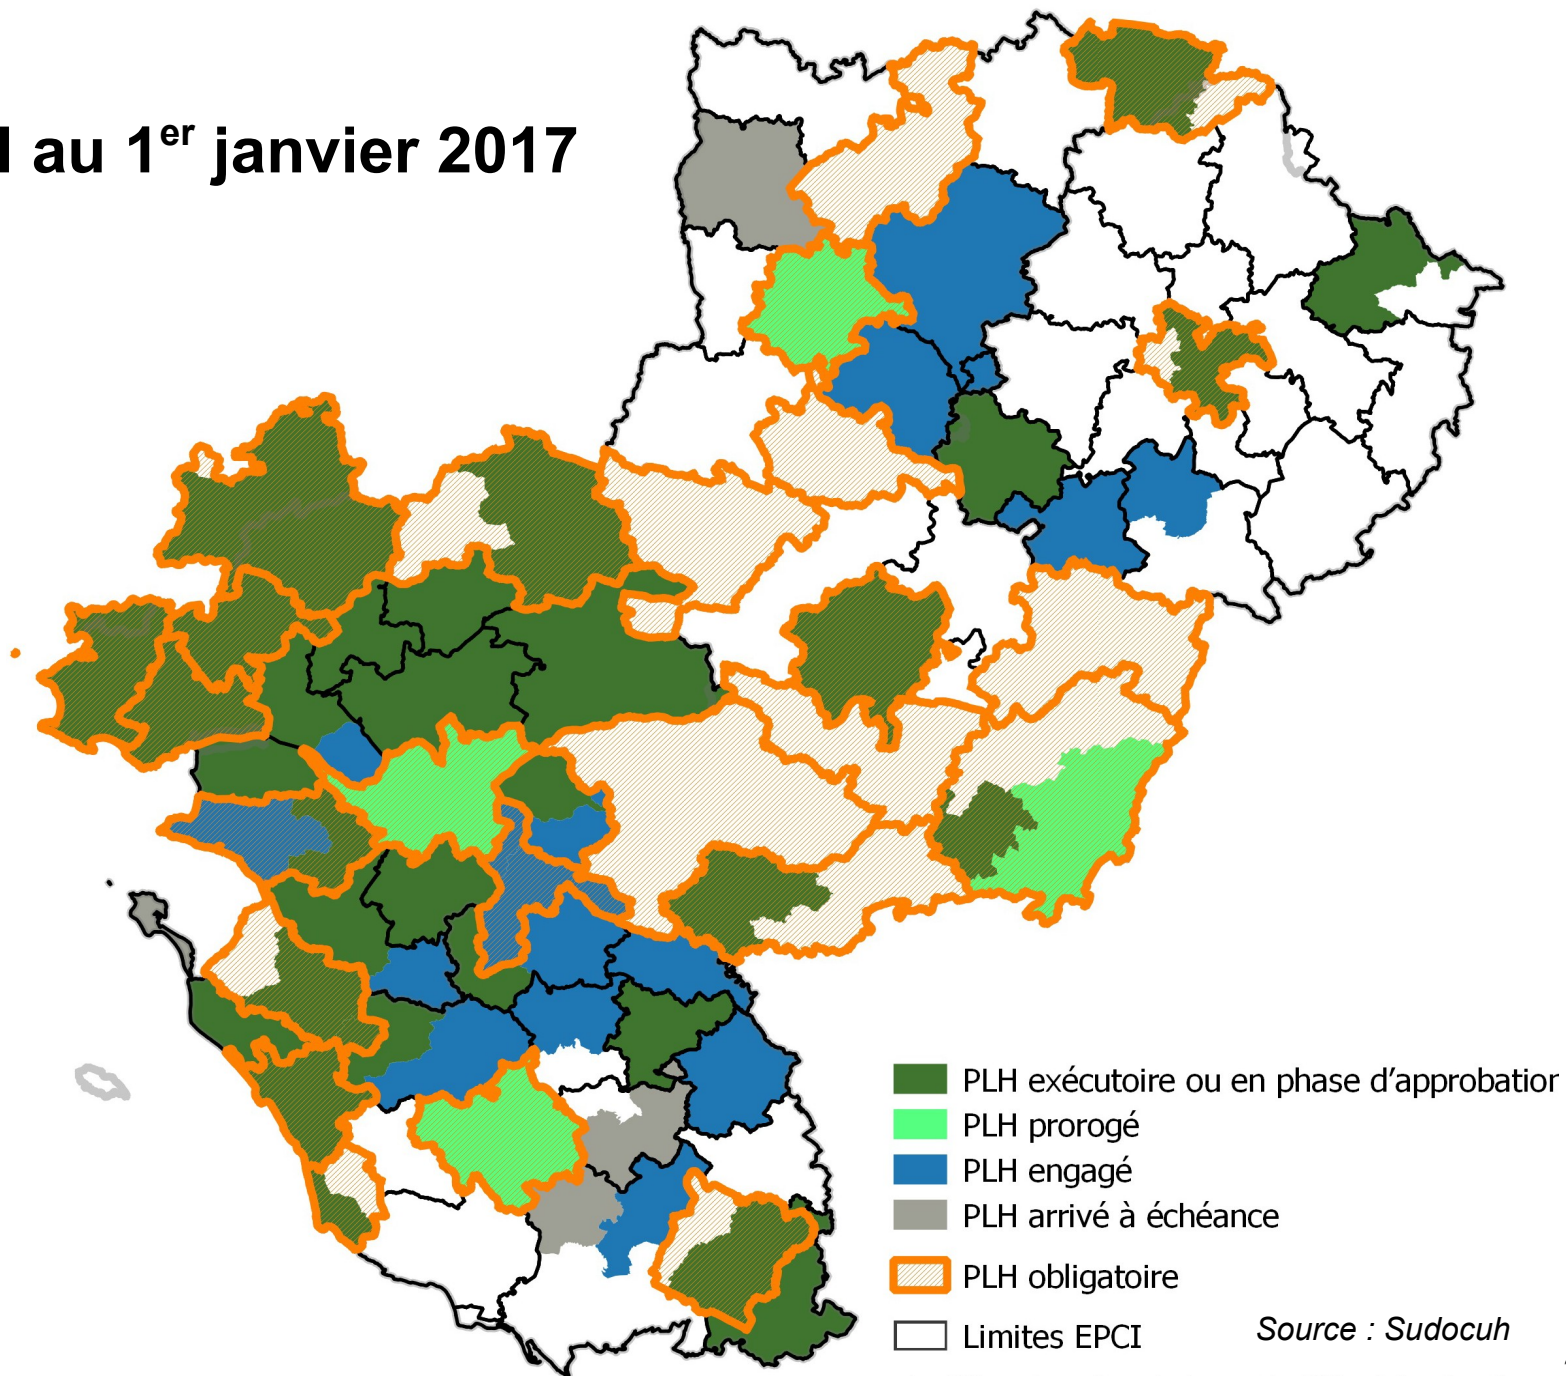 au 1er janvier 2017
PLH exécutoire ou en phase d'approbation
PLH prorogé
PLH engagé
PLH arrivé à échéance
PLH obligatoire
Limites EPCI
Source : Sudocuh